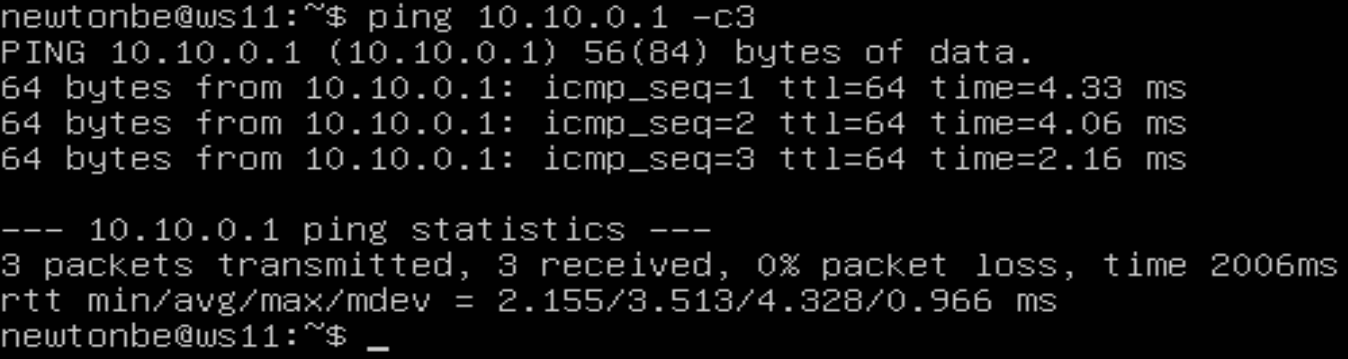 newtonbe@ws11:~$ ping 10.10.0.1 -c3
PING 10.10.0.1 (10.10.0.1) 56(84) bytes of data.
64 bytes from 10.10.0.1: icmp_seq=1 ttl=64 time=4.33 ms
64 bytes from 10.10.0.1: icmp_seq=2 ttl=64 time=4.06 ms
64 bytes from 10.10.0.1: icmp_seq=3 ttl=64 time=2.16 ms

--- 10.10.0.1 ping statistics ---
3 packets transmitted, 3 received, 0% packet loss, time 2006ms
rtt min/avg/max/mdev = 2.155/3.513/4.328/0.966 ms
newtonbe@ws11:~$ _